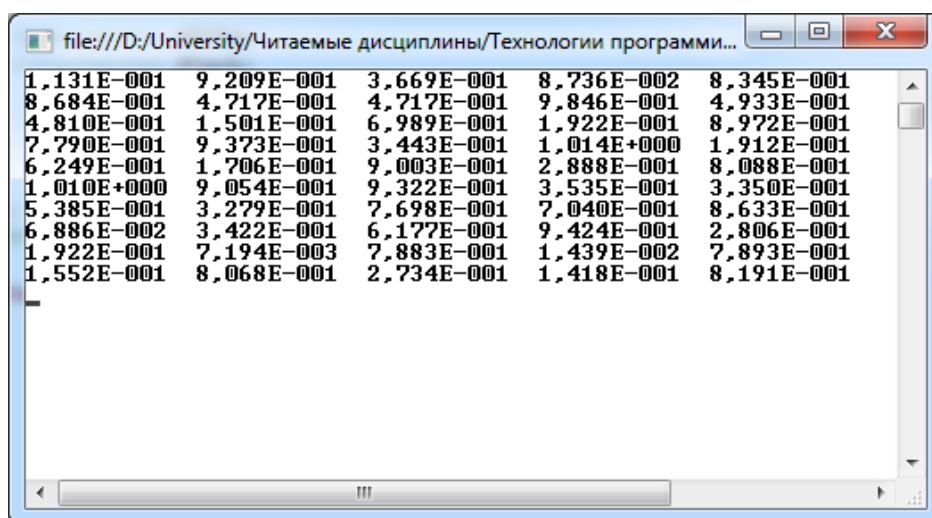 file:///D:/University/Читаемые дисциплины/Технологии программи...
1,131E-001 9,209E-001 3,669E-001 8,736E-002 8,345E-001
8,684E-001 4,717E-001 4,717E-001 9,846E-001 4,933E-001
4,810E-001 1,501E-001 6,989E-001 1,922E-001 8,972E-001
7,790E-001 9,373E-001 3,443E-001 1,014E+000 1,912E-001
6,249E-001 1,706E-001 9,003E-001 2,888E-001 8,088E-001
1,010E+000 9,054E-001 9,322E-001 3,535E-001 3,350E-001
5,385E-001 3,279E-001 7,698E-001 7,040E-001 8,633E-001
6,886E-002 3,422E-001 6,177E-001 9,424E-001 2,806E-001
1,922E-001 7,194E-003 7,883E-001 1,439E-002 7,893E-001
1,552E-001 8,068E-001 2,734E-001 1,418E-001 8,191E-001